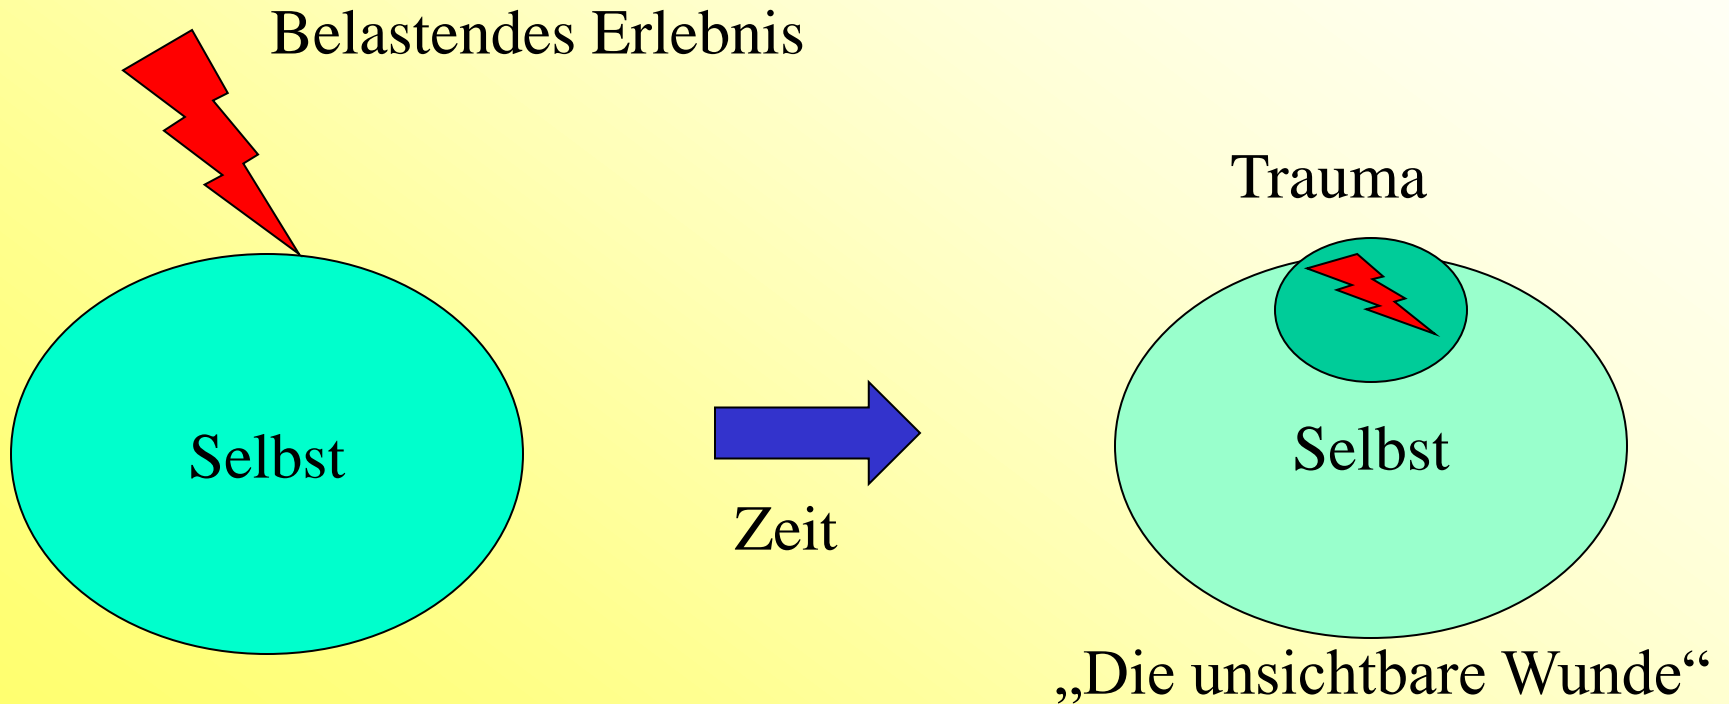 Belastendes Erlebnis
Trauma
Selbst
Selbst
Zeit
„Die unsichtbare Wunde“